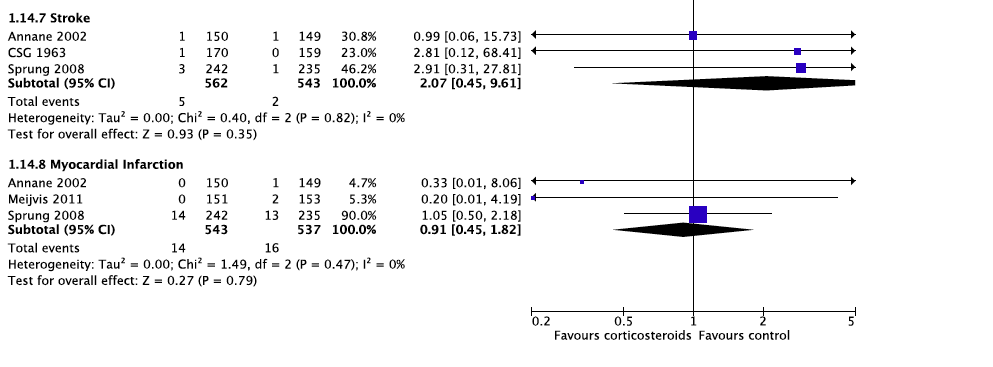 1.14.7 Stroke
Annane 2002 1 150 1 149 30.8% 0.99 [0.06, 15.73]
CSG 1963 1 170 0 159 23.0% 2.81 [0.12, 68.41]
Sprung 2008 3 242 1 235 46.2% 2.91 [0.31, 27.81]
Subtotal (95% CI) 562 543 100.0% 2.07 [0.45, 9.61]
Total events 5 2
Heterogeneity: Tau² = 0.00; Chi² = 0.40, df = 2 (P = 0.82); I² = 0%
Test for overall effect: Z = 0.93 (P = 0.35)
1.14.8 Myocardial Infarction
Annane 2002 0 150 1 149 4.7% 0.33 [0.01, 8.06]
Meijvis 2011 0 151 2 153 5.3% 0.20 [0.01, 4.19]
Sprung 2008 14 242 13 235 90.0% 1.05 [0.50, 2.18]
Subtotal (95% CI) 543 537 100.0% 0.91 [0.45, 1.82]
Total events 14 16
Heterogeneity: Tau² = 0.00; Chi² = 1.49, df = 2 (P = 0.47); I² = 0%
Test for overall effect: Z = 0.27 (P = 0.79)
0.2 0.5 1 2 5
Favours corticosteroids Favours control